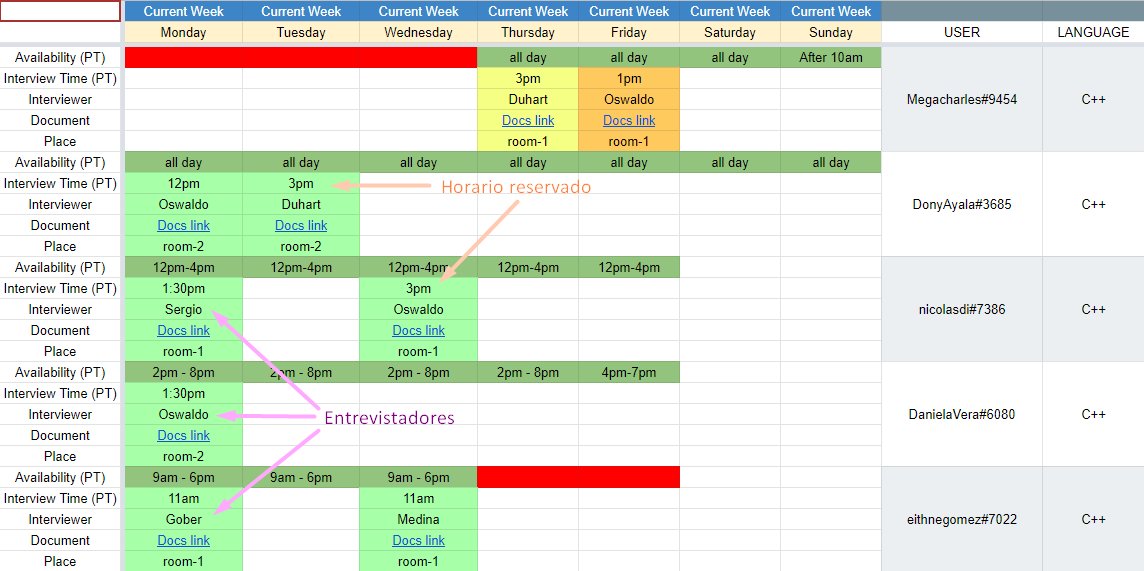 Current Week Current Week Current Week Current Week Current Week Current Week Current Week
Monday Tuesday Wednesday Thursday Friday Saturday Sunday USER LANGUAGE
Availability (PT) all day all day all day After 10am
Interview Time (PT) 3pm 1pm
Interviewer Duhart Oswaldo Megacharles#9454 C++
Document Docs link Docs link
Place room-1 room-1
Availability (PT) all day all day all day all day all day all day all day
Interview Time (PT) 12pm 3pm Horario reservado
Interviewer Oswaldo Duhart DonyAyala#3685 C++
Document Docs link Docs link
Place room-2 room-2
Availability (PT) 12pm-4pm 12pm-4pm 12pm-4pm 12pm-4pm 12pm-4pm
Interview Time (PT) 1:30pm 3pm
Interviewer Sergio Oswaldo nicolasdi#7386 C++
Document Docs link Docs link
Place room-1 room-1
Availability (PT) 2pm - 8pm 2pm - 8pm 2pm - 8pm 2pm - 8pm 4pm-7pm
Interview Time (PT) 1:30pm
Interviewer Oswaldo Entrevistadores DanielaVera#6080 C++
Document Docs link
Place room-2
Availability (PT) 9am - 6pm 9am - 6pm 9am - 6pm
Interview Time (PT) 11am 11am
Interviewer Gober Medina eithnegomez#7022 C++
Document Docs link Docs link
Place room-1 room-1